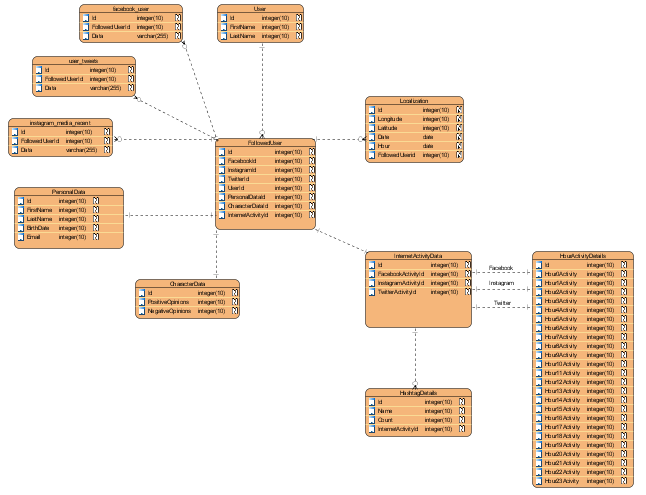 facebook_user
Id integer(10)
FollowedUserId integer(10)
Data varchar(255)
User
Id integer(10)
FirstName integer(10)
LastName integer(10)
user_tweets
Id integer(10)
FollowedUserId integer(10)
Data varchar(255)
instagram_media_recent
Id integer(10)
FollowedUserId integer(10)
Data varchar(255)
Localization
Id integer(10)
Longitude integer(10)
Latitude integer(10)
Date date
Hour date
FollowedUserId integer(10)
FollowedUser
Id integer(10)
FacebookId integer(10)
InstagramId integer(10)
TwitterId integer(10)
UserId integer(10)
PersonalDataId integer(10)
CharacterDataId integer(10)
InternetActivityId integer(10)
PersonalData
Id integer(10)
FirstName integer(10)
LastName integer(10)
BirthDate integer(10)
Email integer(10)
CharacterData
Id integer(10)
PositiveOpinions integer(10)
NegativeOpinions integer(10)
InternetActivityData
Id integer(10)
FacebookActivityId integer(10)
InstagramActivityId integer(10)
TwitterActivityId integer(10)
Facebook
Instagram
Twitter
HourActivityDetails
Id integer(10)
Hour0Activity integer(10)
Hour1Activity integer(10)
Hour2Activity integer(10)
Hour3Activity integer(10)
Hour4Activity integer(10)
Hour5Activity integer(10)
Hour6Activity integer(10)
Hour7Activity integer(10)
Hour8Activity integer(10)
Hour9Activity integer(10)
Hour10Activity integer(10)
Hour11Activity integer(10)
Hour12Activity integer(10)
Hour13Activity integer(10)
Hour14Activity integer(10)
Hour15Activity integer(10)
Hour16Activity integer(10)
Hour17Activity integer(10)
Hour18Activity integer(10)
Hour19Activity integer(10)
Hour20Activity integer(10)
Hour21Activity integer(10)
Hour22Activity integer(10)
Hour23Acivity integer(10)
HashtagDetails
Id integer(10)
Name integer(10)
Count integer(10)
InternetActivityId integer(10)